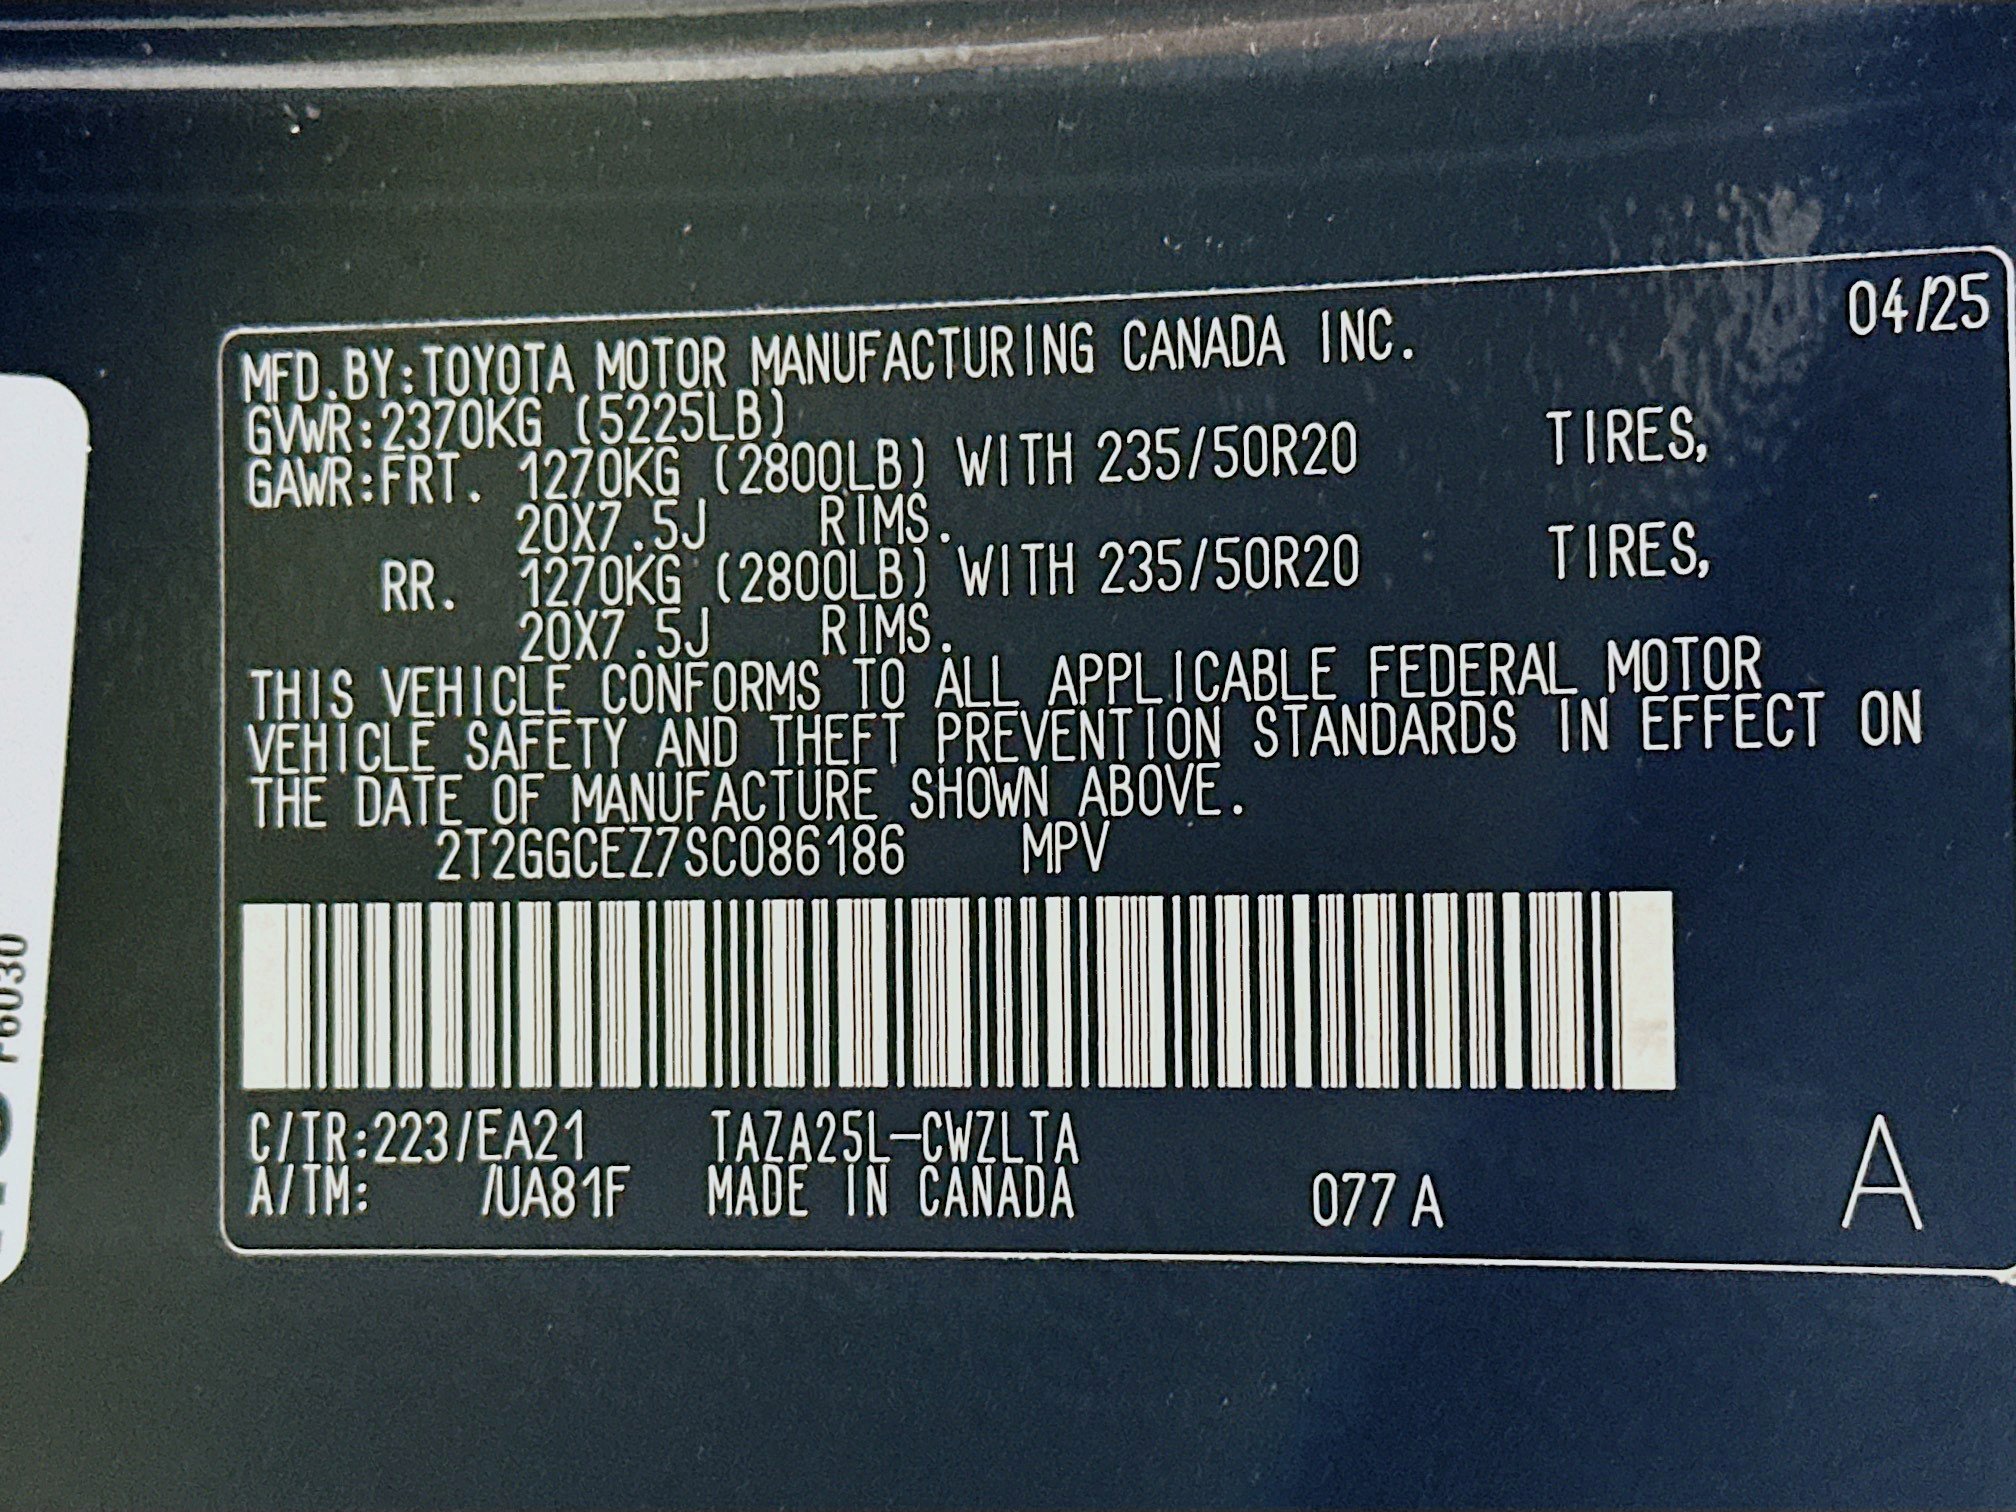 04/25
MFD.BY:TOYOTA MOTOR MANUFACTURING CANADA INC.
GVWR:2370KG (5225LB)
GAWR:FRT. 1270KG (2800LB) WITH 235/50R20 TIRES,
20X7.5J RIMS.
RR. 1270KG (2800LB) WITH 235/50R20 TIRES,
20X7.5J RIMS.
THIS VEHICLE CONFORMS TO ALL APPLICABLE FEDERAL MOTOR
VEHICLE SAFETY AND THEFT PREVENTION STANDARDS IN EFFECT ON
THE DATE OF MANUFACTURE SHOWN ABOVE.
2T2GGCEZ7SC086186 MPV
C/TR:223/EA21 TAZA25L-CWZLTA
A/TM: /UA81F MADE IN CANADA 077 A A
F6030